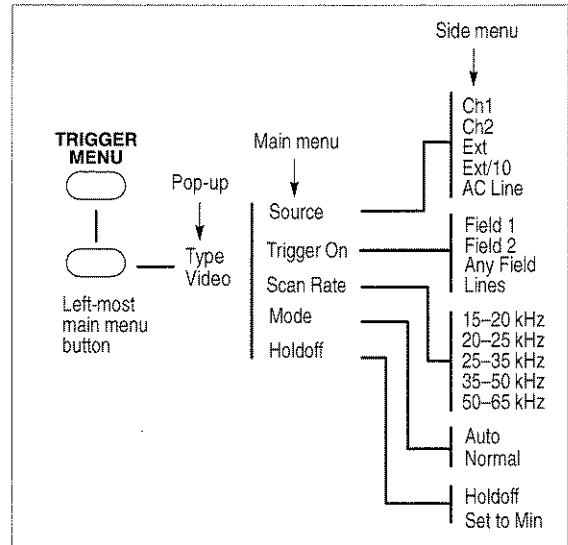 Side menu
Ch1
Ch2
Ext
Ext/10
AC Line
TRIGGER
MENU
Main menu
Pop-up
Source
Trigger On
Scan Rate
Mode
Holdoff
Type
Video
Left-most
main menu
button
Field 1
Field 2
Any Field
Lines
15–20 kHz
20–25 kHz
25–35 kHz
35–50 kHz
50–65 kHz
Auto
Normal
Holdoff
Set to Min